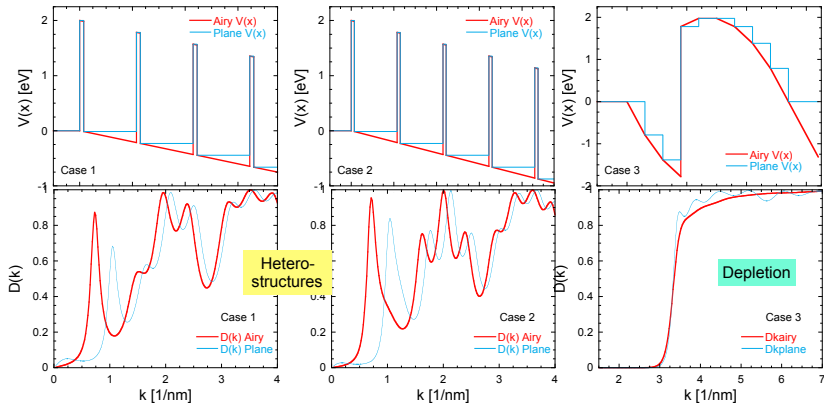 2
1
0
-1
V(x) [eV]
Airy V(x)
Plane V(x)
Case 1
2
1
0
-1
V(x) [eV]
Airy V(x)
Plane V(x)
Case 2
2
1
0
-1
V(x) [eV]
Airy V(x)
Plane V(x)
Case 3
1
0.8
0.6
0.4
0.2
0
D(k)
Case 1
D(k) Airy
D(k) Plane
0 1 2 3 4
k [1/nm]
Hetero-
structures
1
0.8
0.6
0.4
0.2
0
D(k)
Case 2
D(k) Airy
D(k) Plane
0 1 2 3 4
k [1/nm]
1
0.8
0.6
0.4
0.2
0
D(k)
Depletion
Case 3
Dkairy
Dkplane
2 3 4 5 6 7
k [1/nm]